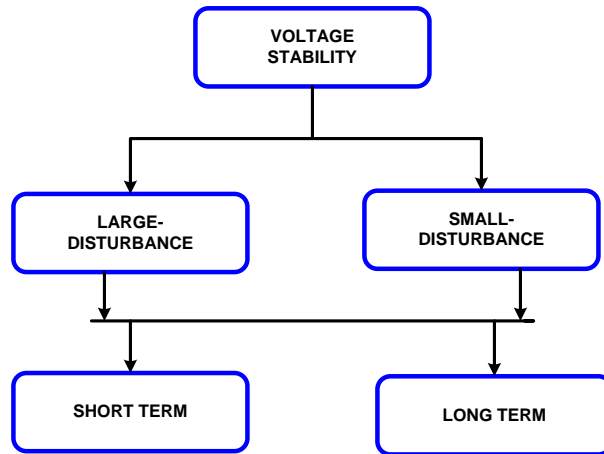 VOLTAGE
STABILITY
LARGE-
DISTURBANCE
SMALL-
DISTURBANCE
SHORT TERM
LONG TERM